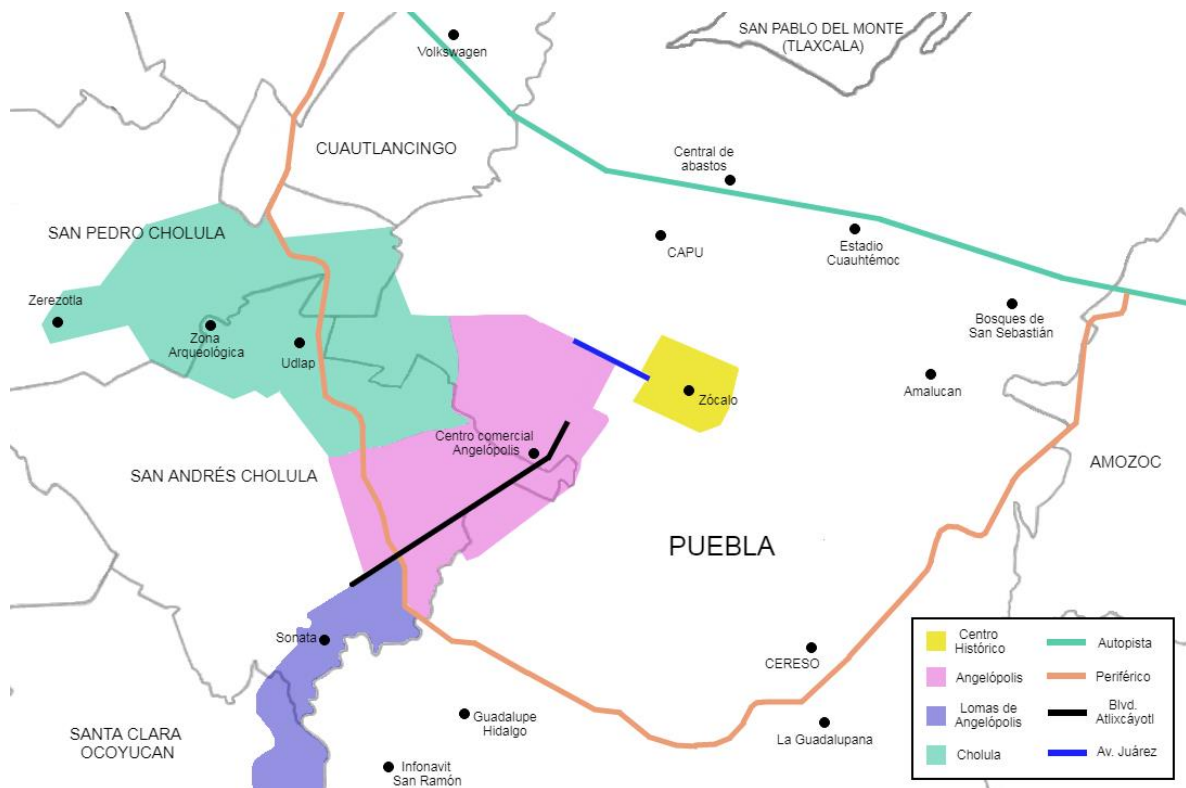 SAN PABLO DEL MONTE
(TLAXCALA)
Volkswagen
CUAUTLANCINGO
Central de
abastos
SAN PEDRO CHOLULA
CAPU
Estadio
Cuauhtémoc
Zerezotla
Zona
Arqueológica
Udlap
Bosques de
San Sebastián
Amalucan
Zócalo
Centro comercial
Angelópolis
SAN ANDRÉS CHOLULA
AMOZOC
PUEBLA
Sonata
CERESO
SANTA CLARA
OCOYUCAN
Guadalupe
Hidalgo
La Guadalupana
Infonavit
San Ramón
Centro
Histórico
Autopista
Angelópolis
Periférico
Lomas de
Angelópolis
Blvd.
Atlixcáyotl
Cholula
Av. Juárez